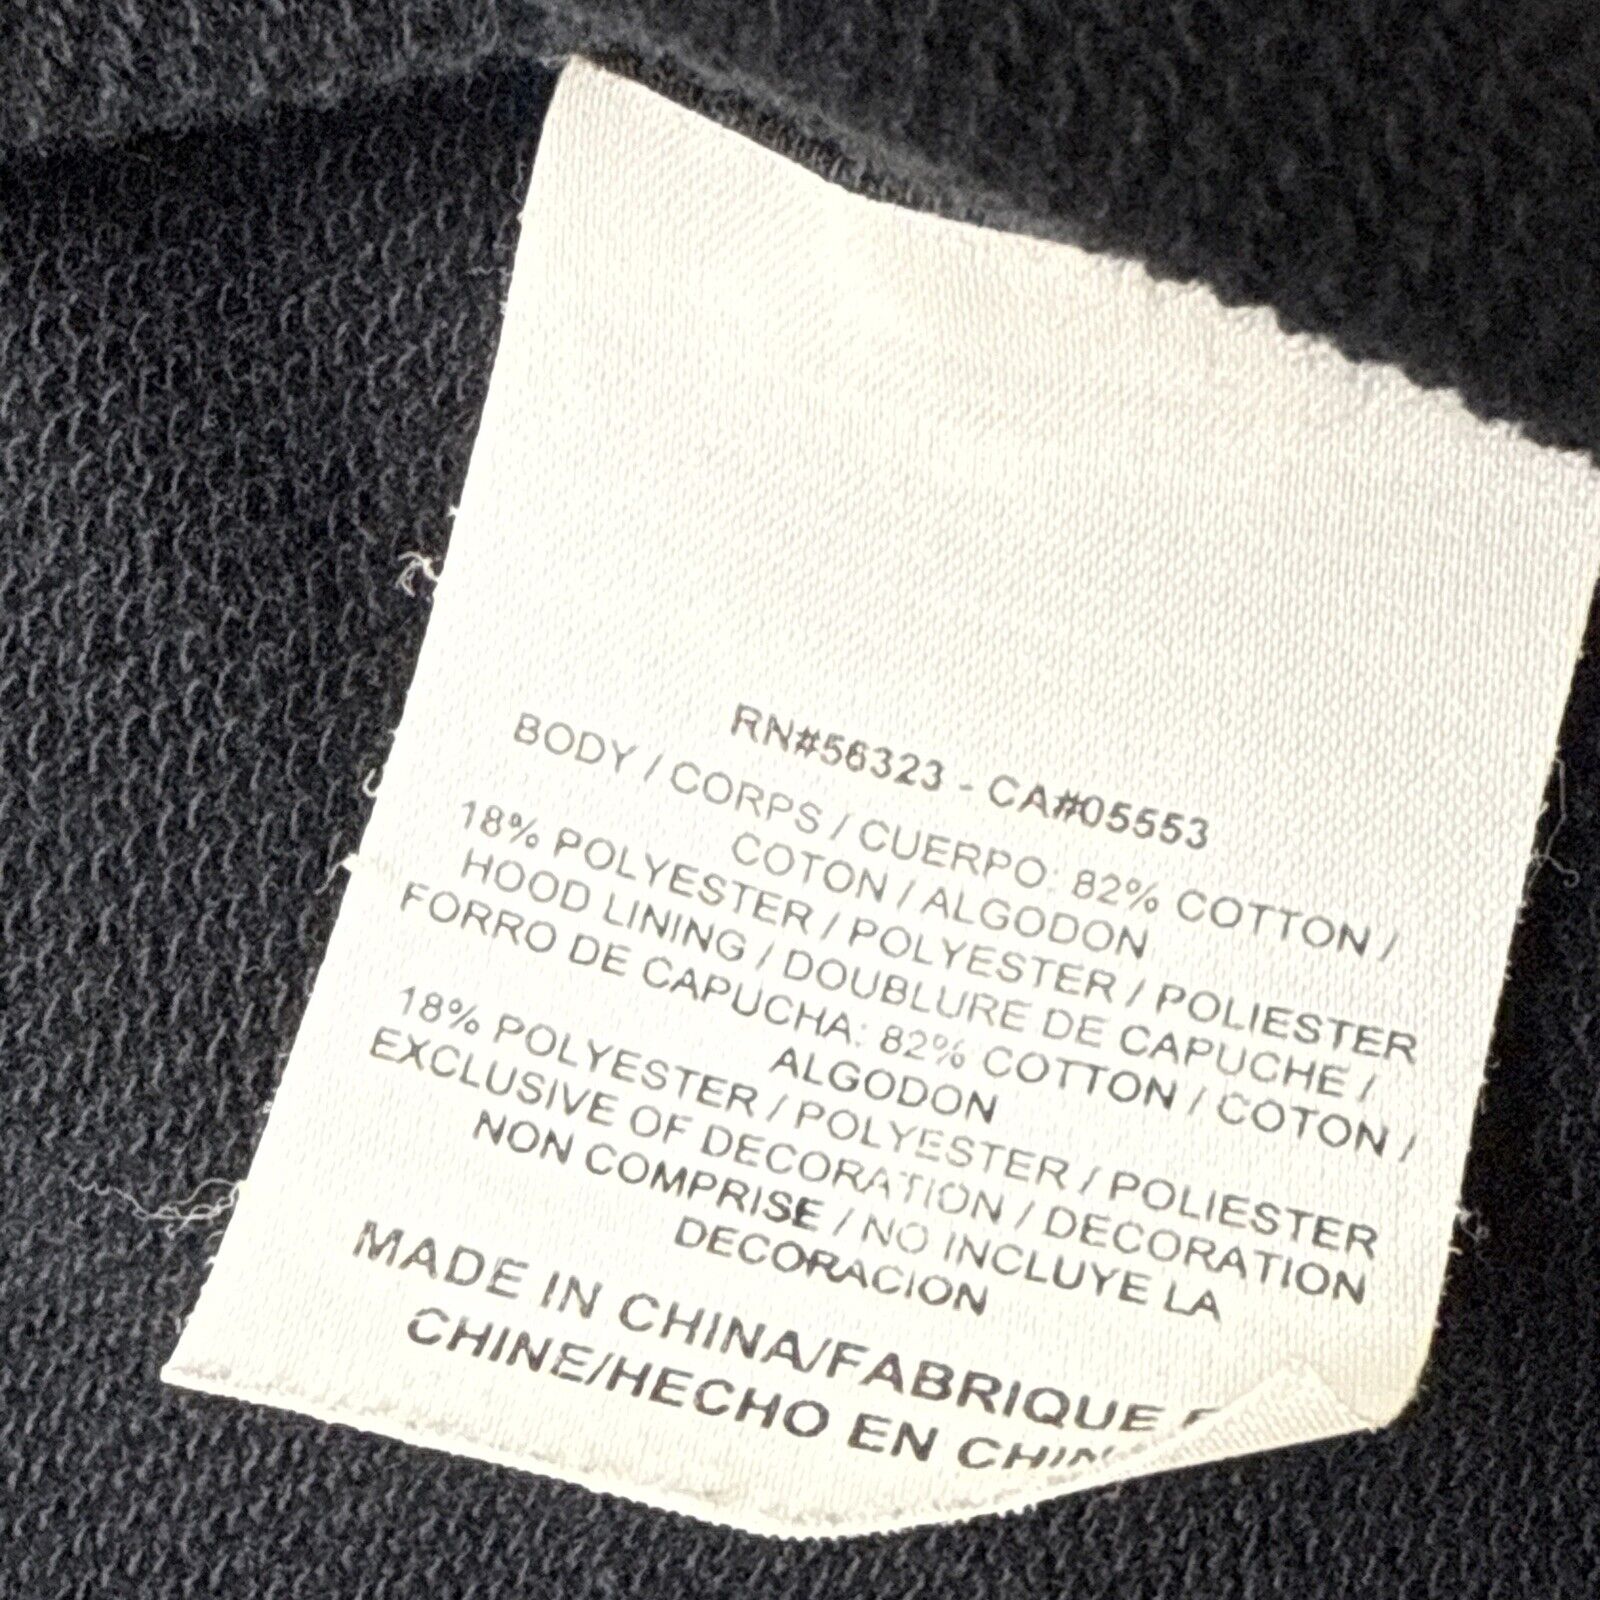 RN#56323 - CA#05553
BODY / CORPS / CUERPO: 82% COTTON /
COTON / ALGODON
18% POLYESTER / POLYESTER / POLIESTER
HOOD LINING / DOUBLURE DE CAPUCHE /
FORRO DE CAPUCHA: 82% COTTON / COTON /
ALGODON
18% POLYESTER / POLYESTER / POLIESTER
EXCLUSIVE OF DECORATION / DECORATION
NON COMPRISE / NO INCLUYE LA
DECORACION
MADE IN CHINA/FABRIQUE
CHINE/HECHO EN